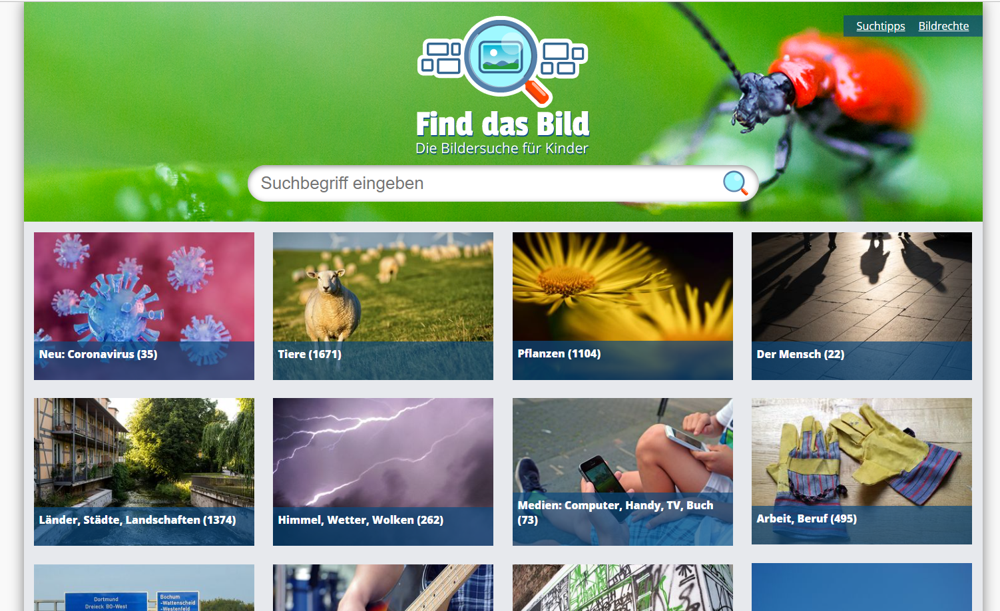 Suchtipps Bildrechte
Find das Bild
Die Bildersuche für Kinder
Suchbegriff eingeben
Neu: Coronavirus (35)
Tiere (1671)
Pflanzen (1104)
Der Mensch (22)
Länder, Städte, Landschaften (1374)
Himmel, Wetter, Wolken (262)
Medien: Computer, Handy, TV, Buch
(73)
Arbeit, Beruf (495)
Dortmund
Dreieck BO-West
Bochum
-Wattenscheid
-Westenfeld